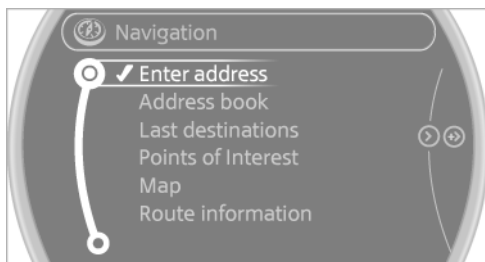 Navigation
Enter address
Address book
Last destinations
Points of Interest
Map
Route information